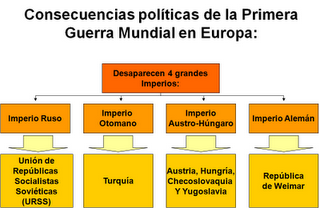 Consecuencias políticas de la Primera
Guerra Mundial en Europa:
Desaparecen 4 grandes
Imperios:
Imperio Ruso
Imperio
Otomano
Imperio
Austro-Húngaro
Imperio Alemán
Unión de
Repúblicas
Socialistas
Soviéticas
(URSS)
Turquía
Austria, Hungría,
Checoslovaquia
Y Yugoslavia
República
de Weimar